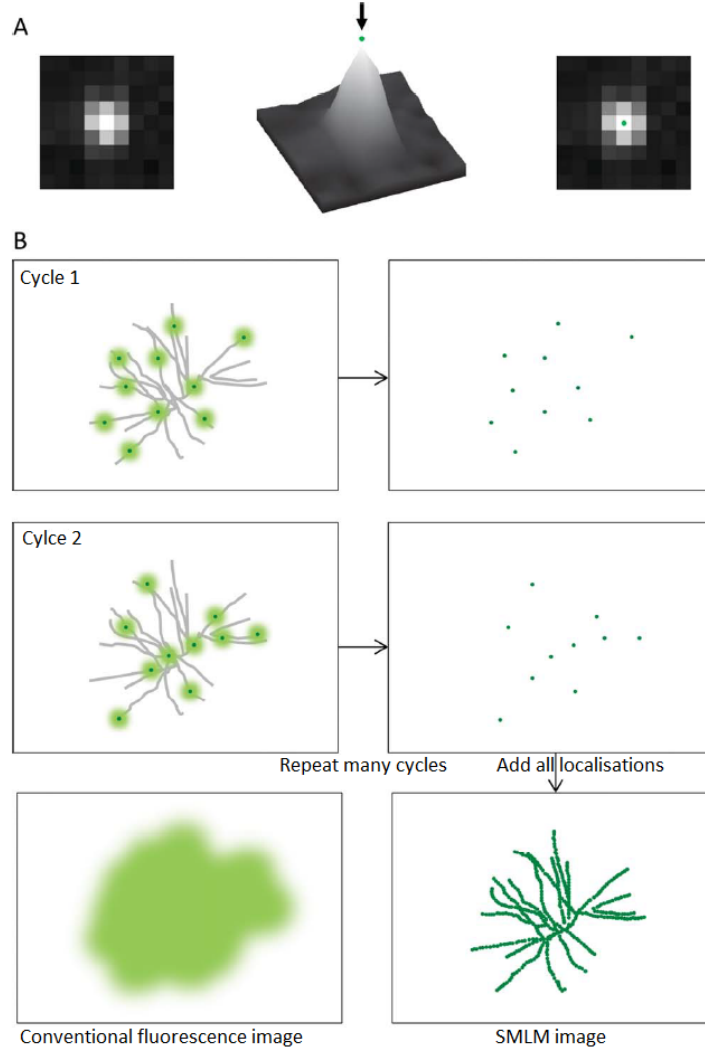 A
B
Cycle 1
Cylce 2
Repeat many cycles
Add all localisations
Conventional fluorescence image
SMLM image